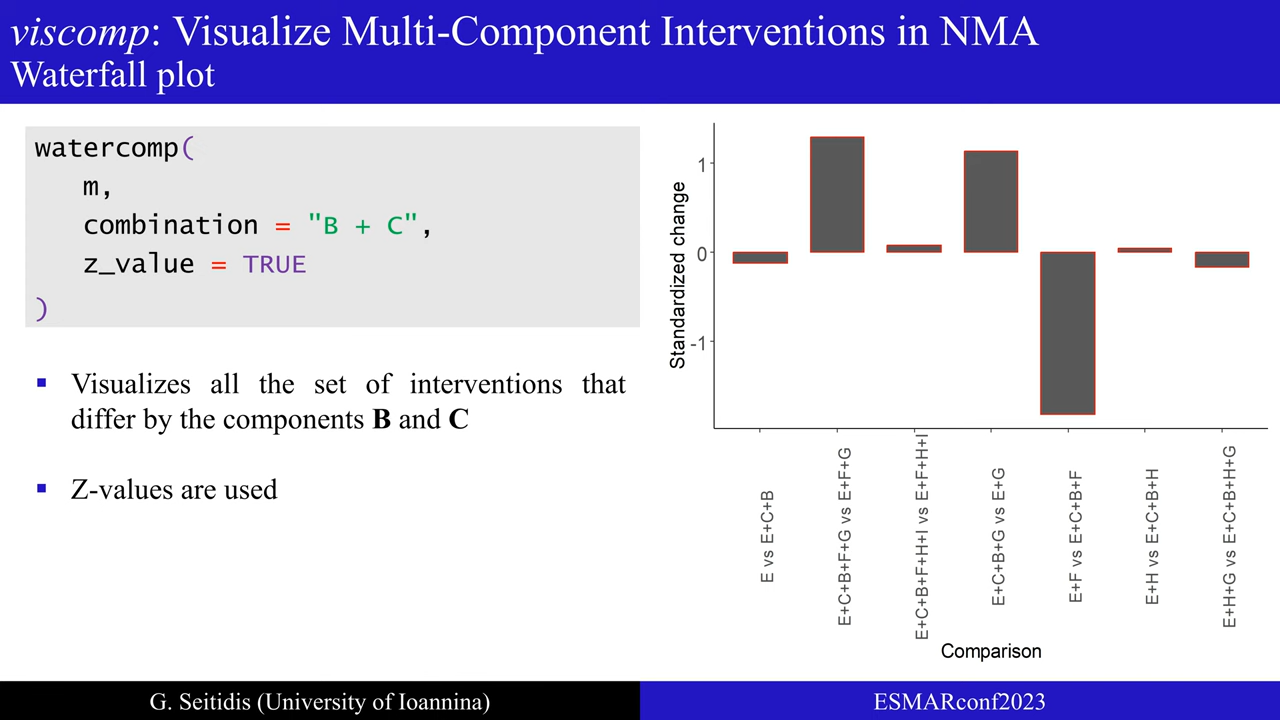 viscomp: Visualize Multi-Component Interventions in NMA
Waterfall plot
watercomp(
m,
combination = "B + C",
z_value = TRUE
)
▪ Visualizes all the set of interventions that
differ by the components B and C
▪ Z-values are used
Standardized change
1
0
-1
E vs E+C+B
E+C+B+F+G vs E+F+G
E+C+B+F+H+I vs E+F+H+I
E+C+B+G vs E+G
E+F vs E+C+B+F
E+H vs E+C+B+H
E+H+G vs E+C+B+H+G
Comparison
G. Seitidis (University of Ioannina)
ESMARconf2023